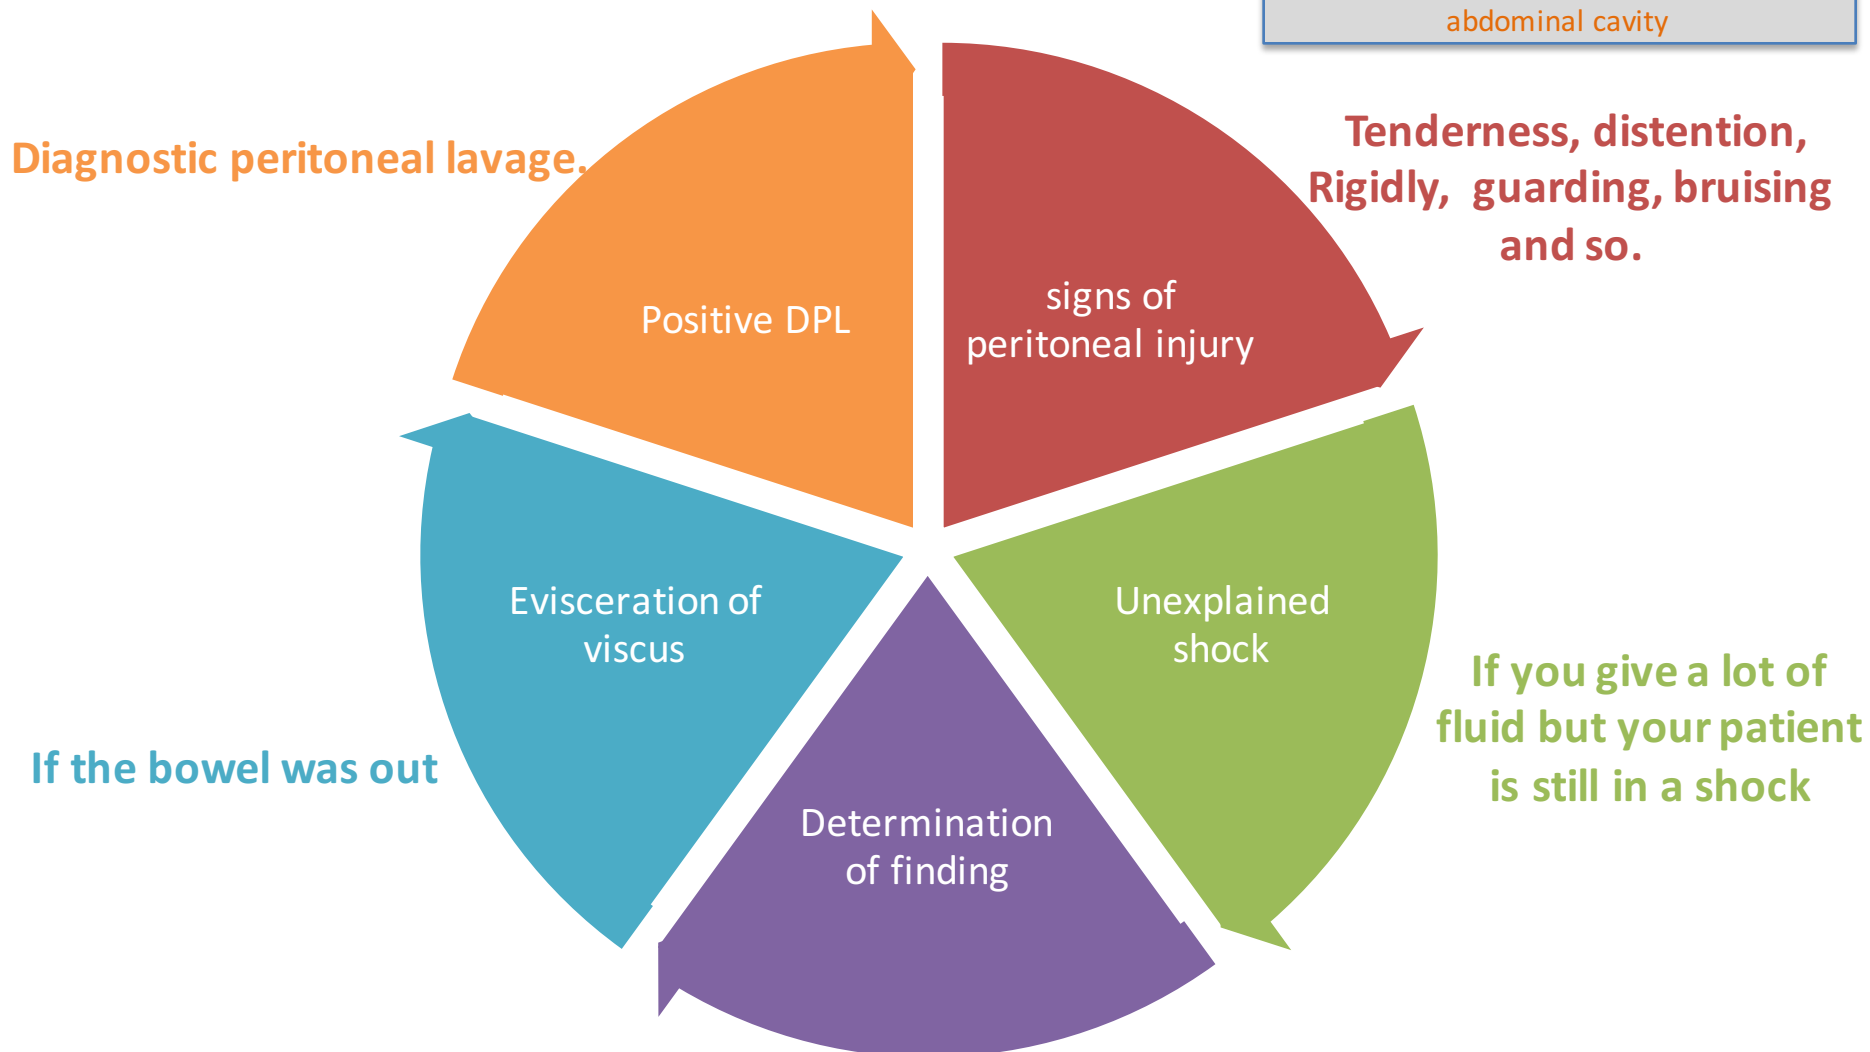 abdominal cavity
Diagnostic peritoneal lavage.
Tenderness, distention,
Rigidly, guarding, bruising
and so.
Positive DPL
signs of
peritoneal injury
Evisceration of
viscus
Unexplained
shock
If you give a lot of
fluid but your patient
is still in a shock
If the bowel was out
Determination
of finding